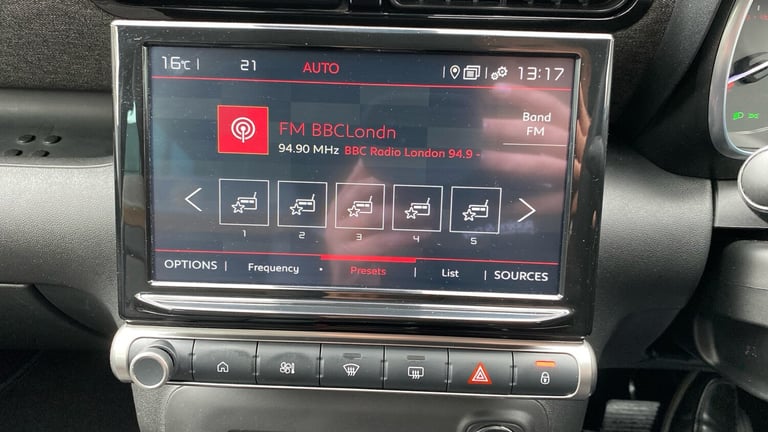 16°C 21 AUTO 13:17
FM BBCLondn
94.90 MHz BBC Radio London 94.9 -
Band
FM
1 2 3 4 5
OPTIONS Frequency • Presets List SOURCES